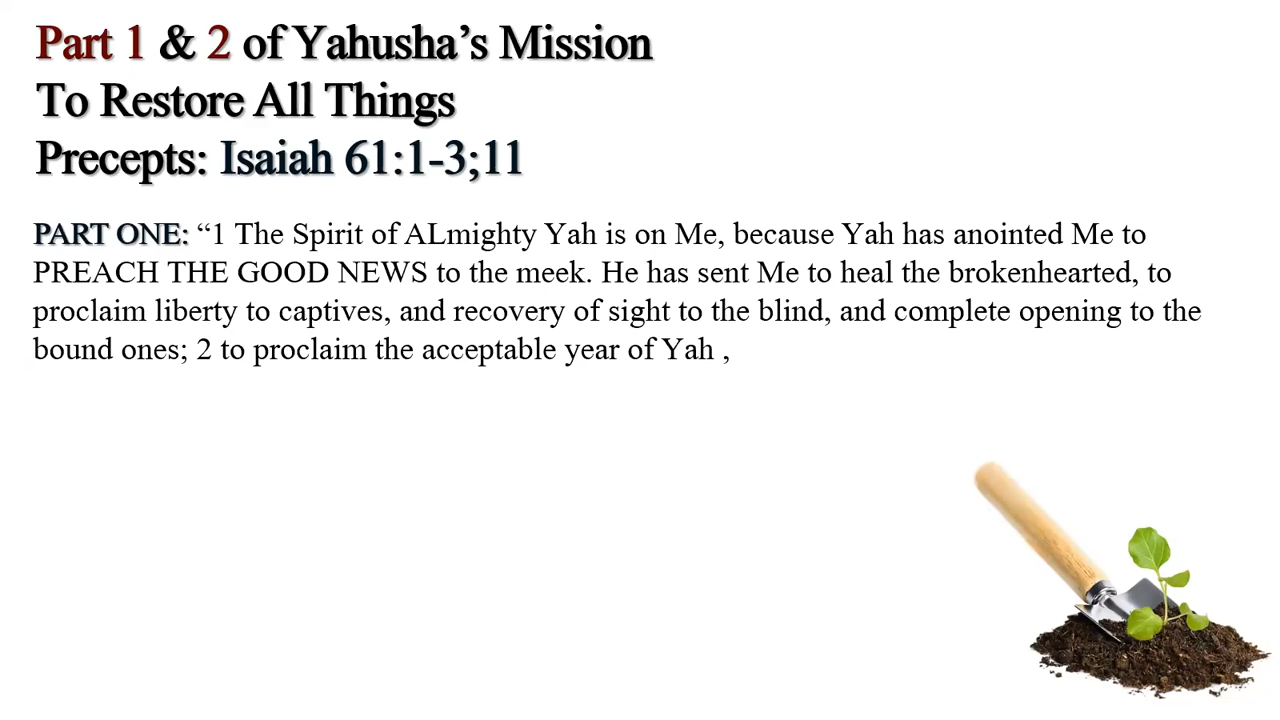 Part 1 & 2 of Yahusha’s Mission
To Restore All Things
Precepts: Isaiah 61:1-3;11
PART ONE: “1 The Spirit of ALmighty Yah is on Me, because Yah has anointed Me to
PREACH THE GOOD NEWS to the meek. He has sent Me to heal the brokenhearted, to
proclaim liberty to captives, and recovery of sight to the blind, and complete opening to the
bound ones; 2 to proclaim the acceptable year of Yah ,